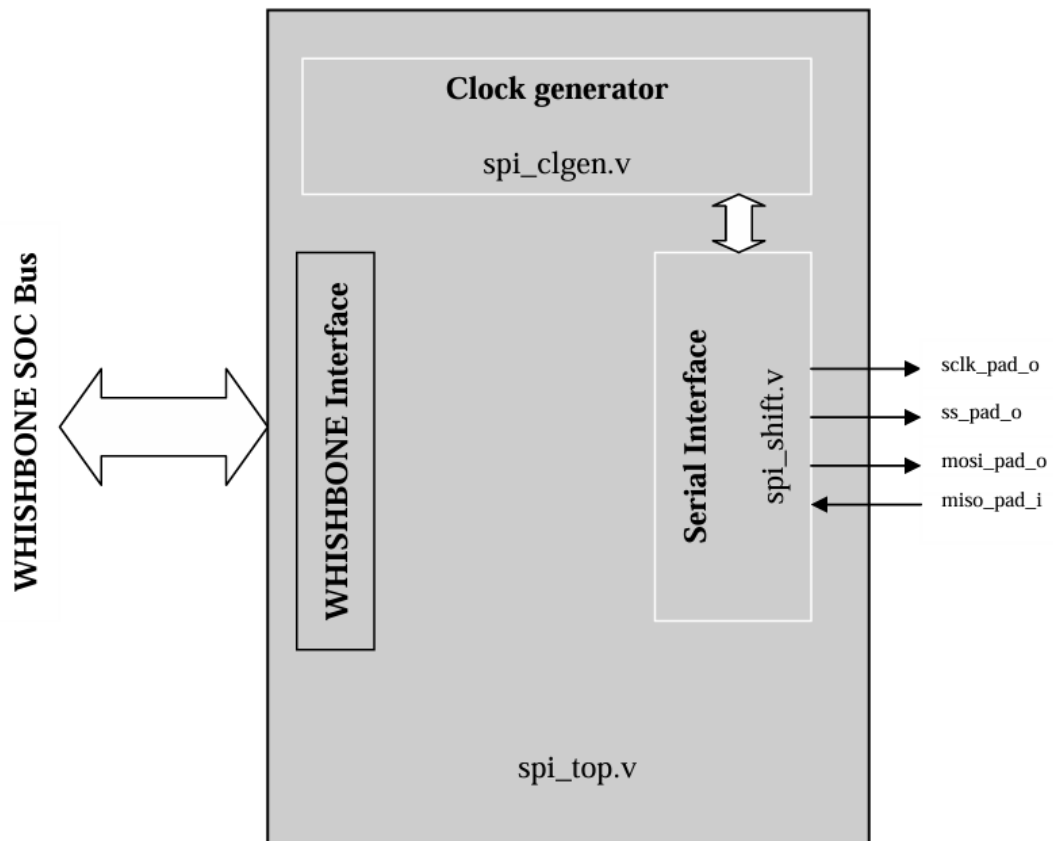 Clock generator
spi_clgen.v
WHISHBONE SOC Bus
WHISHBONE Interface
Serial Interface
spi_shift.v
sclk_pad_o
ss_pad_o
mosi_pad_o
miso_pad_i
spi_top.v